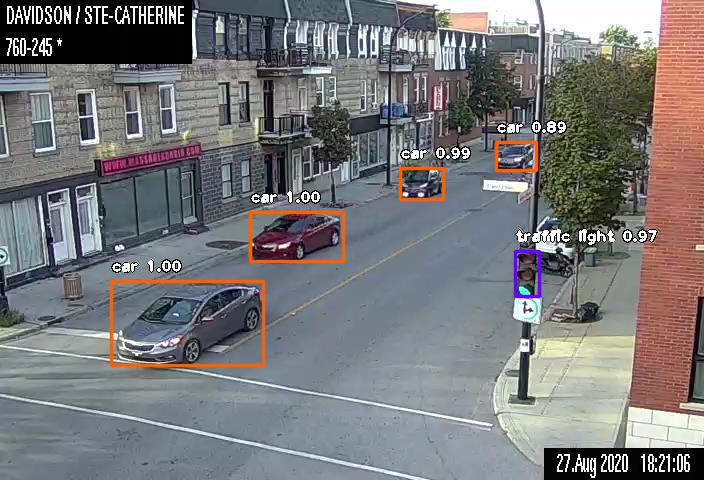 DAVIDSON / STE-CATHERINE
760-245 *
car 0.89
car 0.99
car 1.00
traffic light 0.97
car 1.00
27.Aug 2020 18:21:06